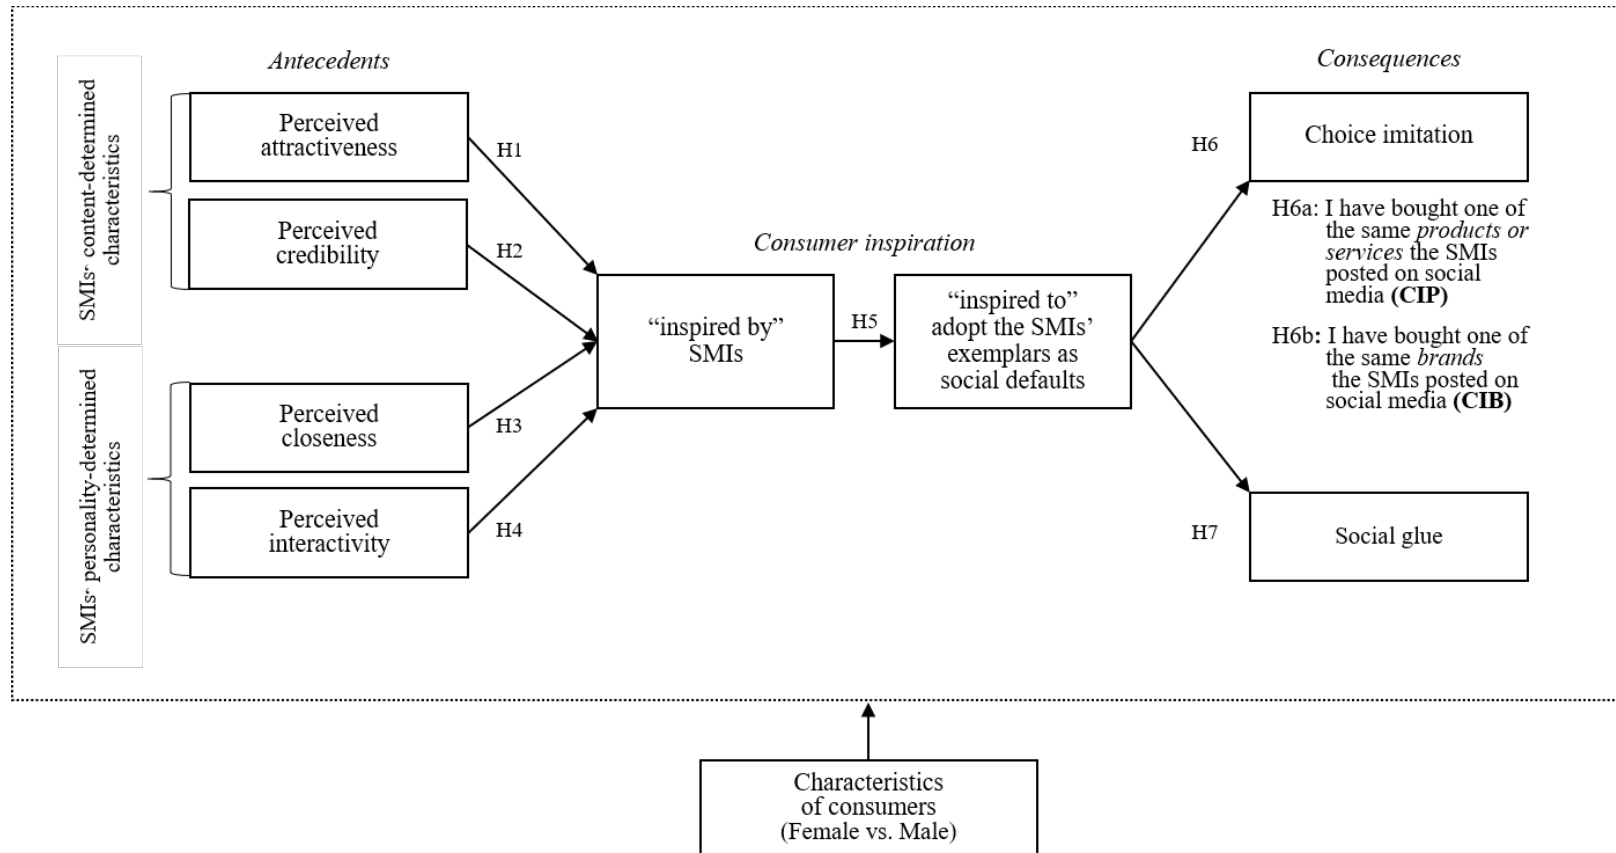 Antecedents
Consequences
SMIs' content-determined
characteristics
Perceived
attractiveness
H1
Perceived
credibility
H2
SMIs' personality-determined
characteristics
Perceived
closeness
H3
Perceived
interactivity
H4
Consumer inspiration
“inspired by”
SMIs
H5
“inspired to”
adopt the SMIs’
exemplars as
social defaults
H6
Choice imitation
H6a: I have bought one of
the same products or
services the SMIs
posted on social
media (CIP)
H6b: I have bought one of
the same brands
the SMIs posted on
social media (CIB)
H7
Social glue
Characteristics
of consumers
(Female vs. Male)